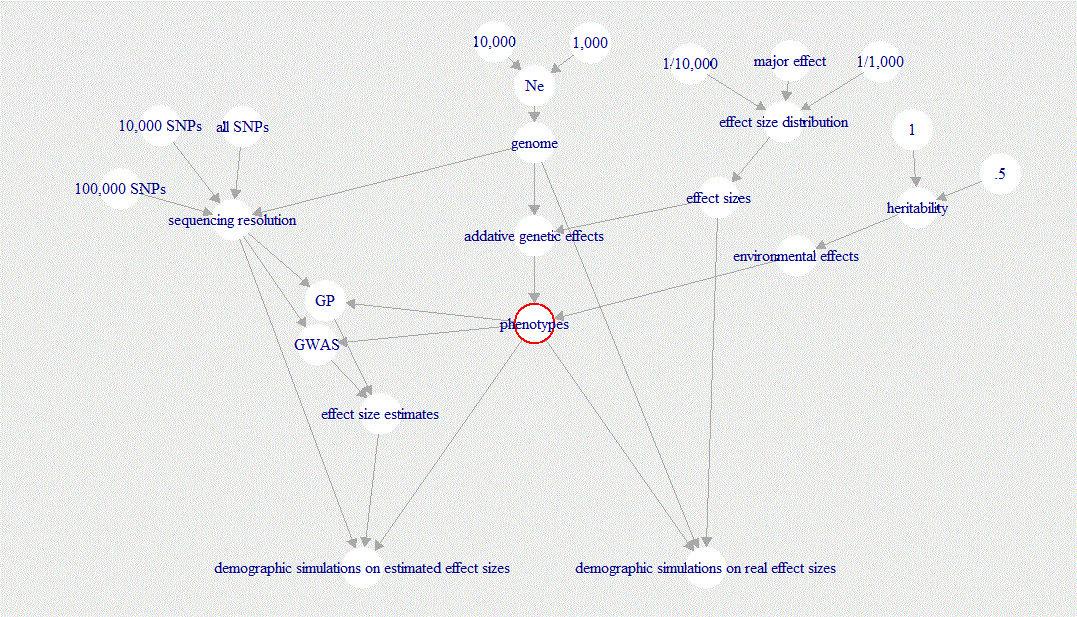 10,000
1,000
1/10,000
major effect
1/1,000
Ne
10,000 SNPs
all SNPs
effect size distribution
1
genome
.5
100,000 SNPs
effect sizes
heritability
sequencing resolution
addative genetic effects
environmental effects
GP
phenotypes
GWAS
effect size estimates
demographic simulations on estimated effect sizes
demographic simulations on real effect sizes